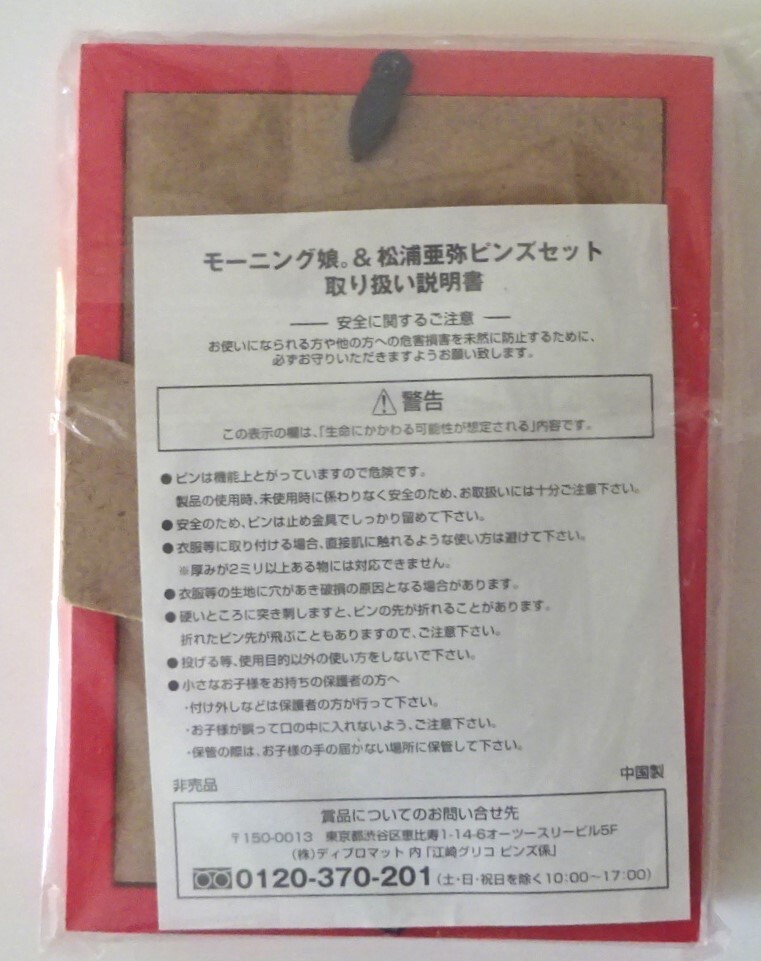 モーニング娘。&松浦亜弥ピンズセット
取り扱い説明書
安全に関するご注意
お使いになられる方や他の方への危害損害を未然に防止するために、
必ずお守りいただきますようお願い致します。
⚠警告
この表示の欄は、「生命にかかわる可能性が想定される」内容です。
●ピンは機能上とがっていますので危険です。
製品の使用時、未使用時に係わりなく安全のため、お取扱いには十分ご注意下さい。
●安全のため、ピンは止め金具でしっかり留めて下さい。
●衣服等に取り付ける場合、直接肌に触れるような使い方は避けて下さい。
※厚みが2ミリ以上ある物には対応できません。
●衣服等の生地に穴があき破損の原因となる場合があります。
●硬いところに突き刺しますと、ピンの先が折れることがあります。
折れたピン先が飛ぶこともありますので、ご注意下さい。
●投げる等、使用目的以外の使い方をしないで下さい。
●小さなお子様をお持ちの保護者の方へ
・付け外しなどは保護者の方が行って下さい。
・お子様が誤って口の中に入れないよう、ご注意下さい。
・保管の際は、お子様の手の届かない場所に保管して下さい。
非売品 中国製
賞品についてのお問い合せ先
〒150-0013 東京都渋谷区恵比寿1-14-6オーツースリービル5F
(株)ディプロマット 内「江崎グリコ ピンズ係」
0120-370-201(土・日・祝日を除く10:00~17:00)